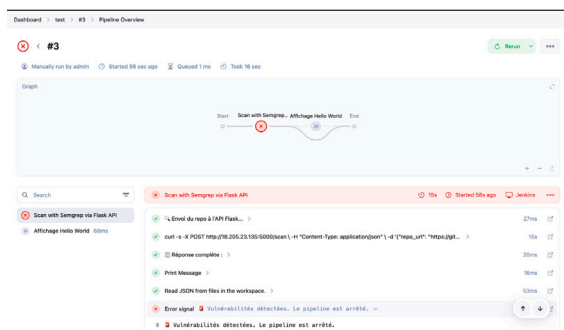 Dashboard > test > #3 > Pipeline Overview
< #3
Rerun
Manually run by admin Started 58 sec ago Queued 1 ms Took 16 sec
Graph
Start Scan with Semgrep... Affichage Hello World End
Search
Scan with Semgrep via Flask API
Affichage Hello World 68ms
Scan with Semgrep via Flask API 15s Started 58s ago Jenkins
Envoi du repo à l'API Flask... > 27ms
curl -s -X POST http://18.205.23.135:5000/scan \ -H "Content-Type: application/json" \ -d '{"repo_url": "https://git... > 15s
Réponse complète : > 20ms
Print Message > 16ms
Read JSON from files in the workspace. > 53ms
Error signal Vulnérabilités détectées. Le pipeline est arrêté.
0 Vulnérabilités détectées. Le pipeline est arrêté.